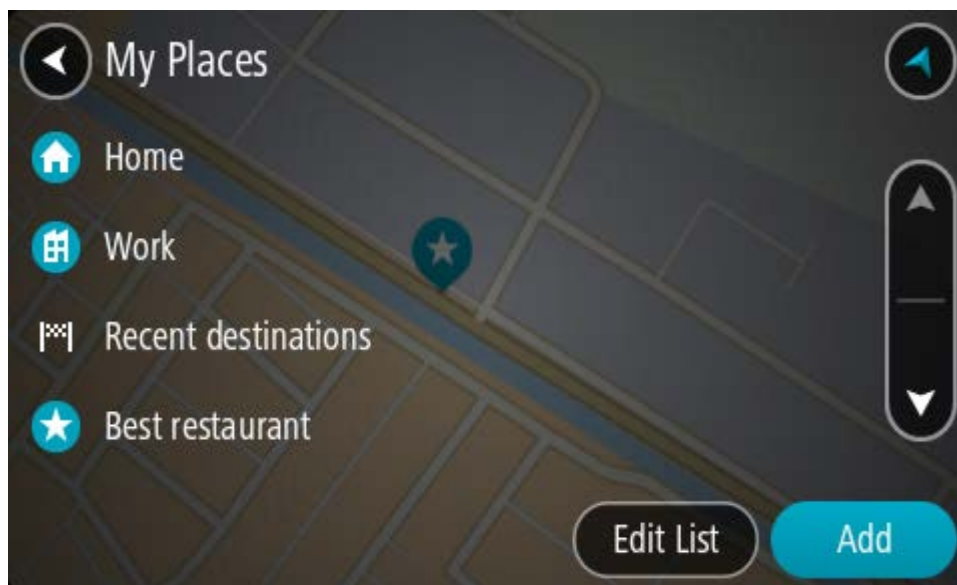 My Places
Home
Work
Recent destinations
Best restaurant
Edit List
Add